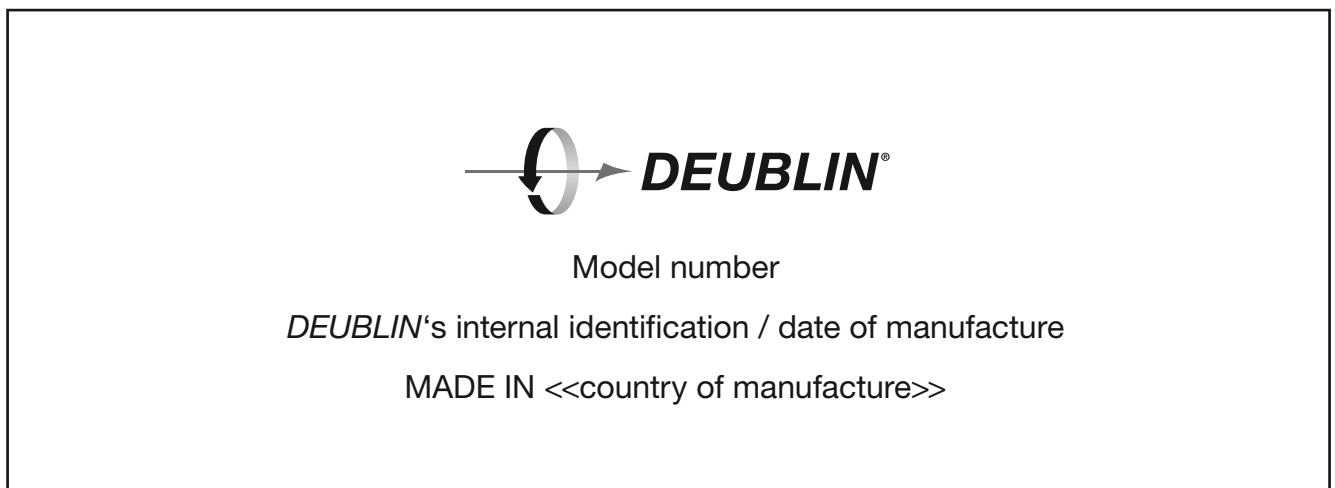 DEUBLIN®
Model number
DEUBLIN‘s internal identification / date of manufacture
MADE IN <<country of manufacture>>